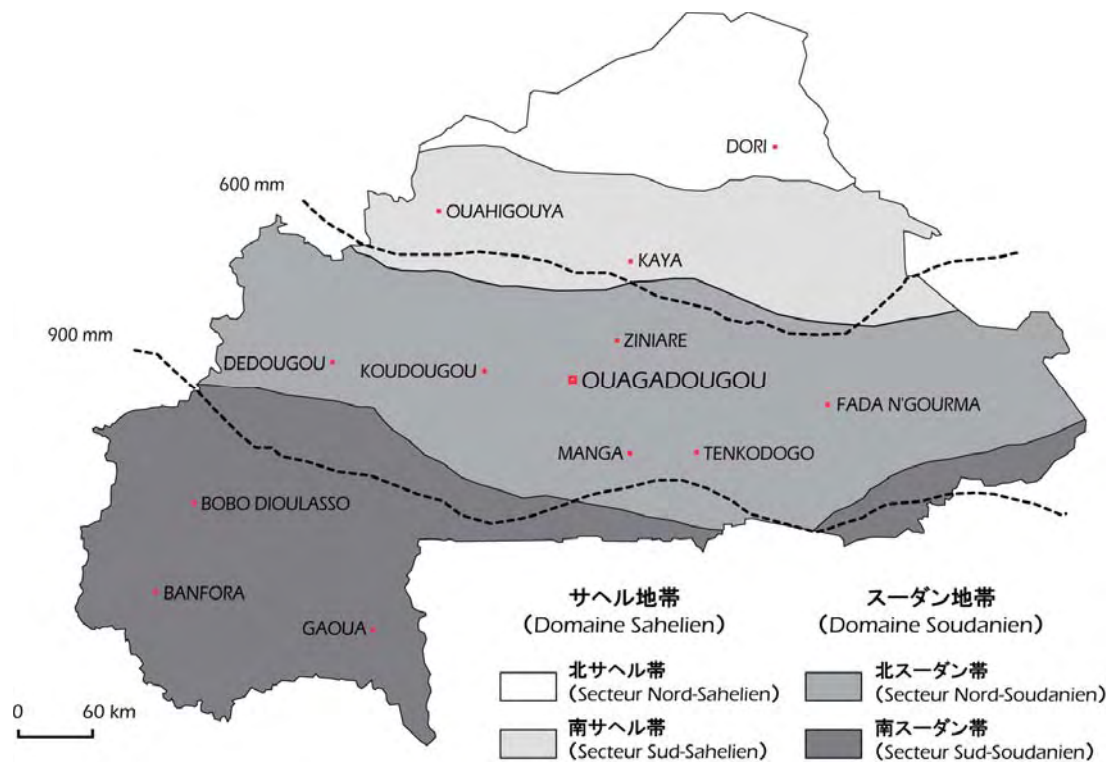 DORI
600 mm
OUAHIGOUYA
KAYA
900 mm
ZINIARE
DEDOUGOU
KOUDOUGOU
OUAGADOUGOU
FADA N'GOURMA
MANGA
TENKODOGO
BOBO DIOULASSO
BANFORA
GAOUA
サヘル地帯
（Domaine Sahelien）
スーダン地帯
（Domaine Soudanien）
北サヘル帯
（Secteur Nord-Sahelien）
北スーダン帯
（Secteur Nord-Soudanien）
南サヘル帯
（Secteur Sud-Sahelien）
南スーダン帯
（Secteur Sud-Soudanien）
0 60 km